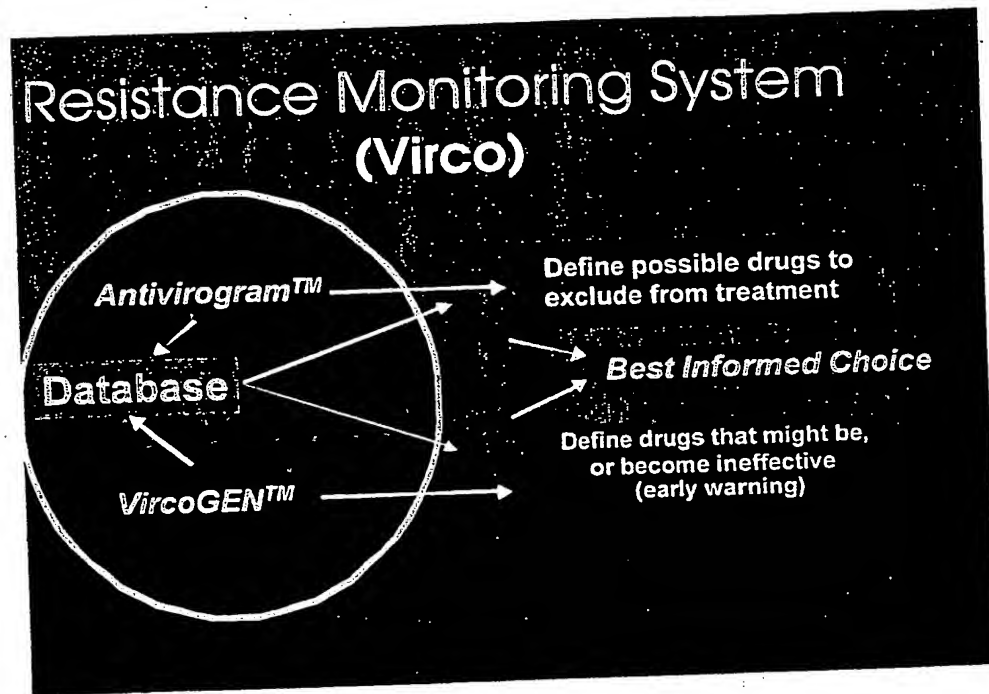 Resistance Monitoring System
(Virco)
Antivirogram™
Database
VircoGEN™
Define possible drugs to
exclude from treatment
Best Informed Choice
Define drugs that might be,
or become ineffective
(early warning)